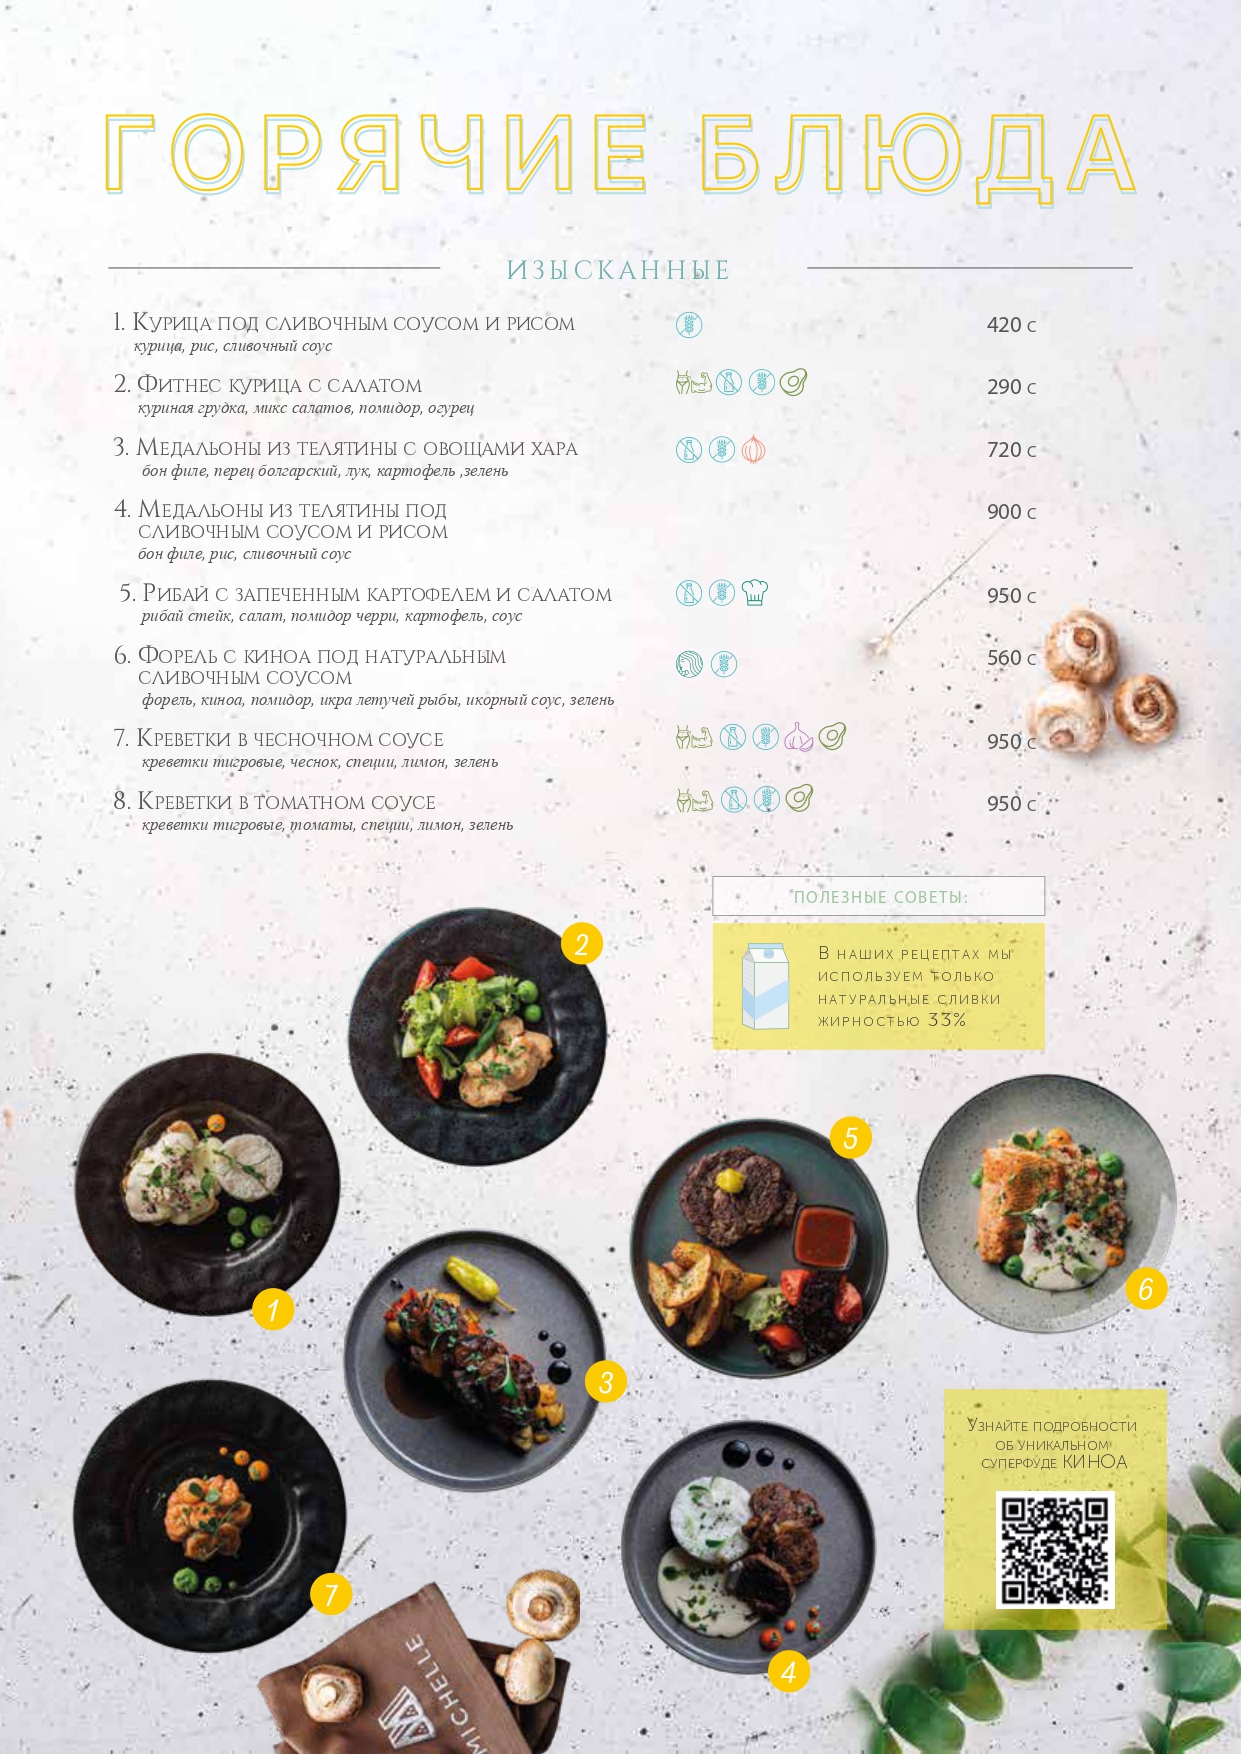 ГОРЯЧИЕ БЛЮДА
ИЗЫСКАННЫЕ
1. Курица под сливочным соусом и рисом 420 с
курица, рис, сливочный соус
2. Фитнес курица с салатом 290 с
куриная грудка, микс салатов, помидор, огурец
3. Медальоны из телятины с овощами хара 720 с
бон филе, перец болгарский, лук, картофель ,зелень
4. Медальоны из телятины под 900 с
сливочным соусом и рисом
бон филе, рис, сливочный соус
5. Рибай с запеченным картофелем и салатом 950 с
рибай стейк, салат, помидор черри, картофель, соус
6. Форель с киноа под натуральным 560 с
сливочным соусом
форель, киноа, помидор, икра летучей рыбы, икорный соус, зелень
7. Креветки в чесночном соусе 950 с
креветки тигровые, чеснок, специи, лимон, зелень
8. Креветки в томатном соусе 950 с
креветки тигровые, томаты, специи, лимон, зелень
ПОЛЕЗНЫЕ СОВЕТЫ:
В наших рецептах мы
используем только
натуральные сливки
жирностью 33%
2
5
1
6
3
Узнайте подробности
об уникальном
суперфуде КИНОА
7
4
MICHELLE